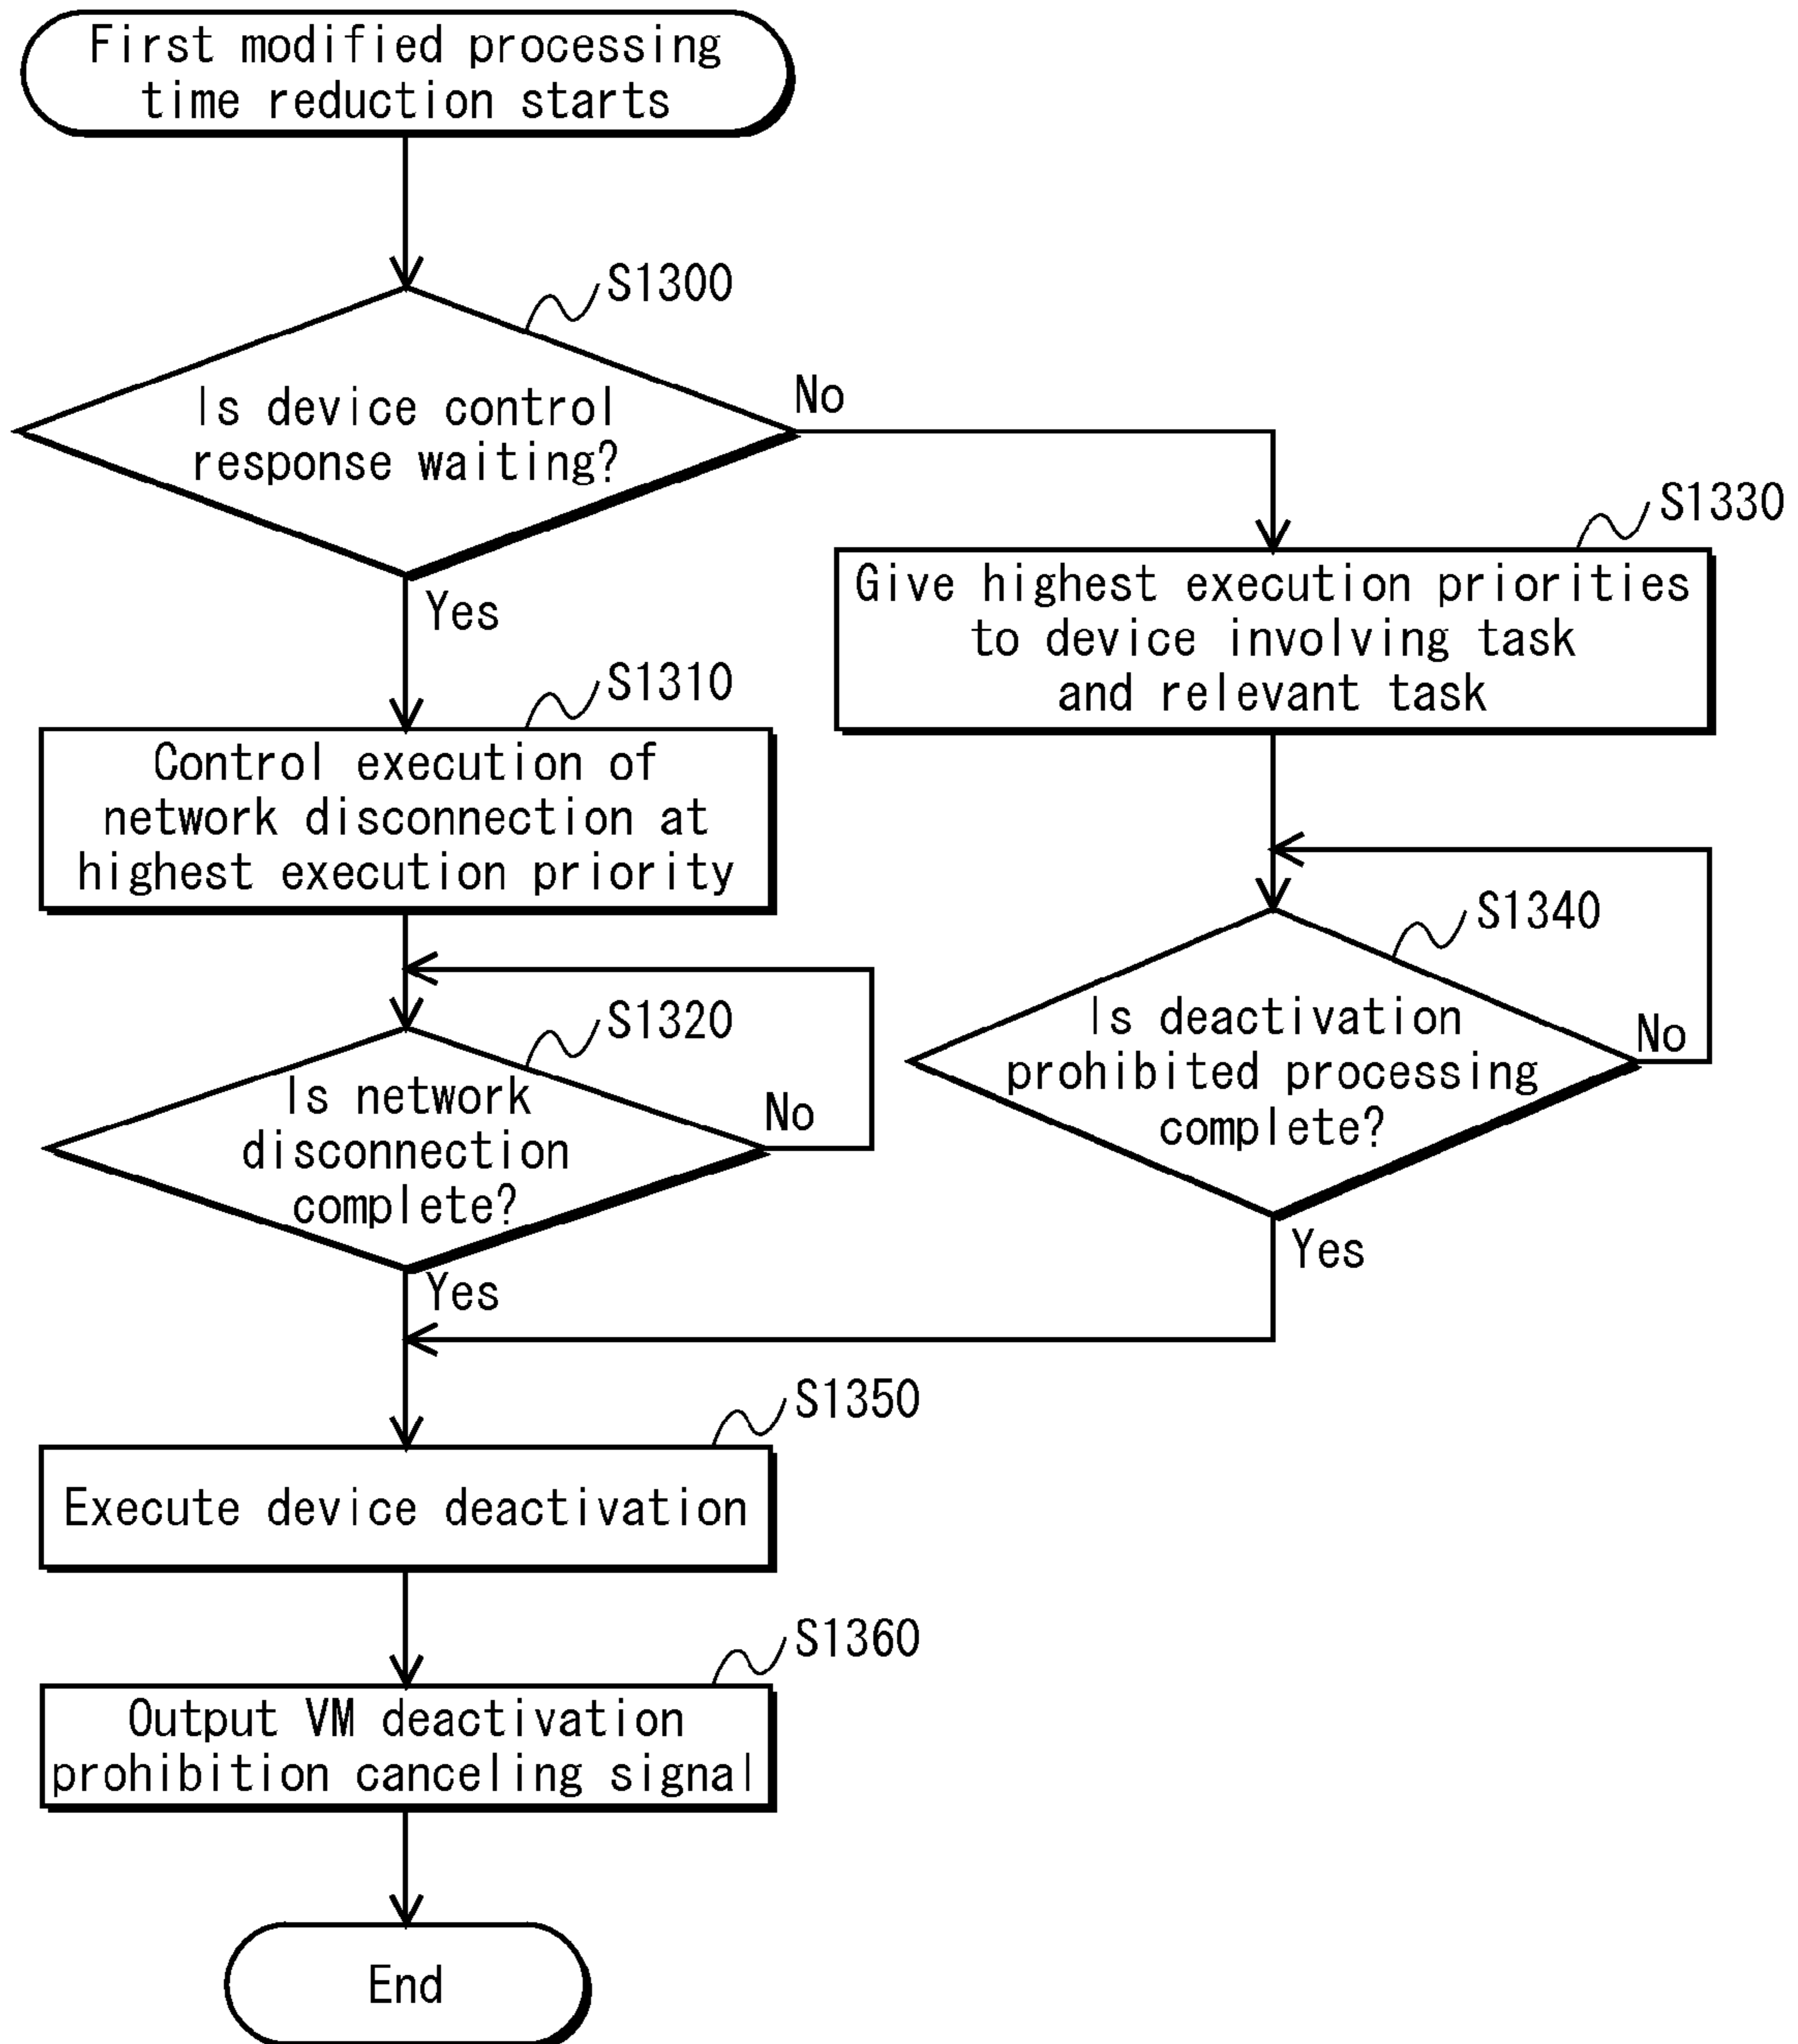 First modified processing
time reduction starts
S1300
Is device control
response waiting?
No
Yes
S1330
Give highest execution priorities
to device involving task
and relevant task
S1310
Control execution of
network disconnection at
highest execution priority
S1340
Is deactivation
prohibited processing
complete?
No
Yes
S1320
Is network
disconnection
complete?
No
Yes
S1350
Execute device deactivation
S1360
Output VM deactivation
prohibition canceling signal
End